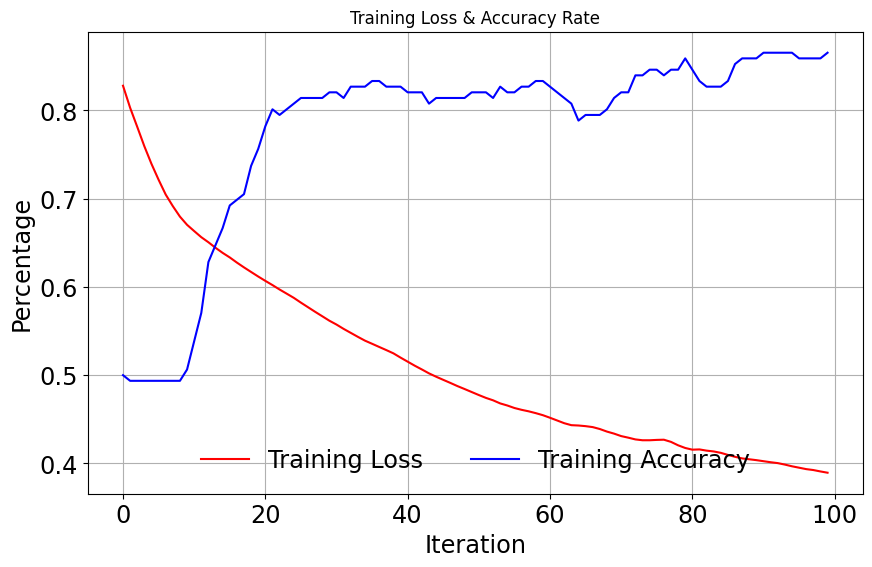 Training Loss & Accuracy Rate
Percentage
0.8
0.7
0.6
0.5
0.4
Training Loss Training Accuracy
0 20 40 60 80 100
Iteration